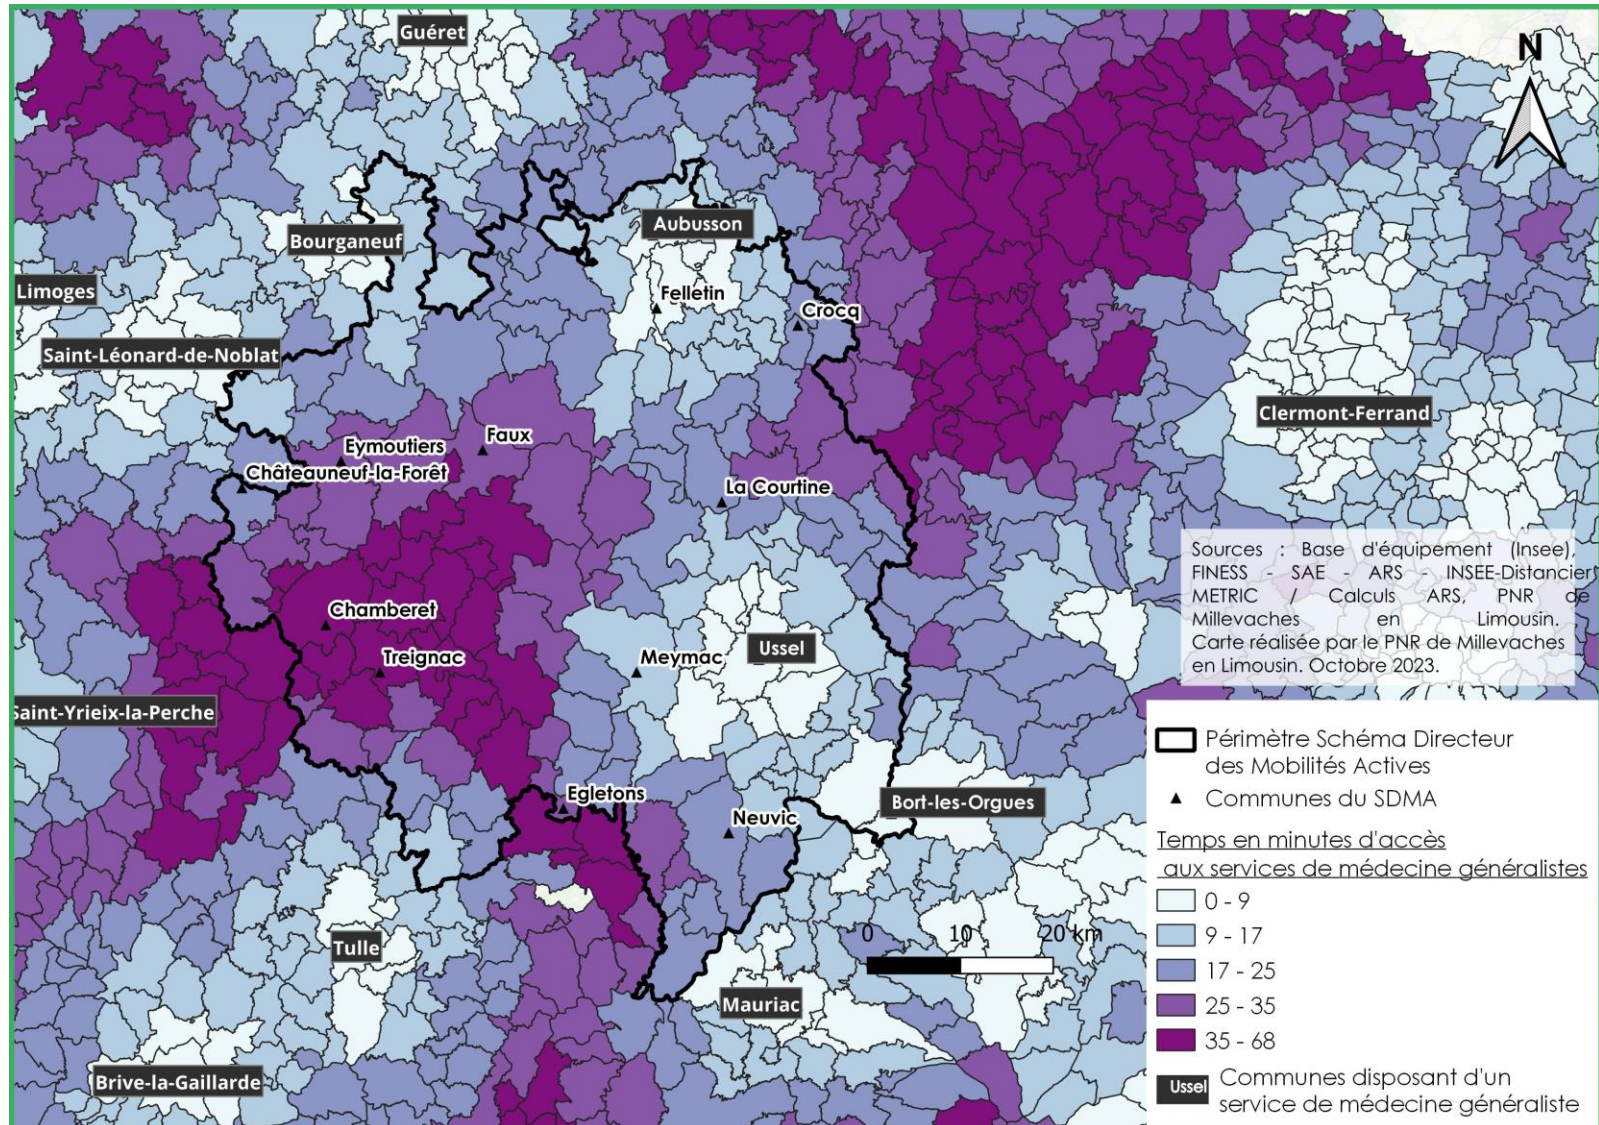 Guéret
N
Bourganeuf
Aubusson
Limoges
Felletin
Crocq
Saint-Léonard-de-Noblat
Clermont-Ferrand
Faux
Eymoutiers
Châteauneuf-la-Forêt
La Courtine
Sources : Base d'équipement (Insee),
FINESS - SAE - ARS - INSEE-Distancier
METRIC / Calculs ARS, PNR de
Millevaches en Limousin.
Carte réalisée par le PNR de Millevaches
en Limousin. Octobre 2023.
Chamberet
Treignac
Meymac
Ussel
Saint-Yrieix-la-Perche
Egletons
Neuvic
Bort-les-Orgues
Tulle
0 10 20 km
Mauriac
Brive-la-Gaillarde
Périmètre Schéma Directeur
des Mobilités Actives
Communes du SDMA
Temps en minutes d'accès
aux services de médecine généralistes
0 - 9
9 - 17
17 - 25
25 - 35
35 - 68
Ussel
Communes disposant d'un
service de médecine généraliste